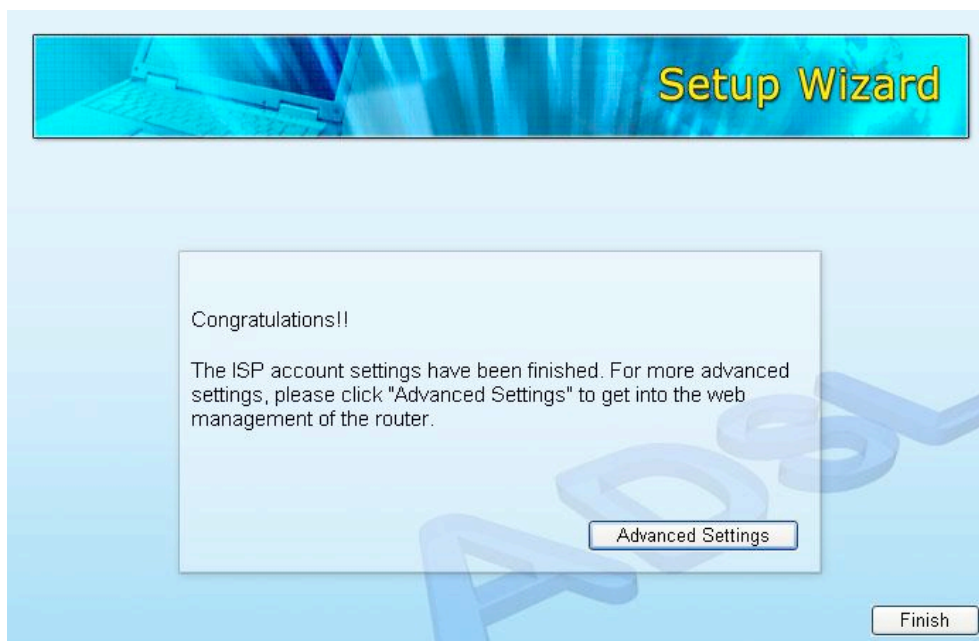 Setup Wizard
Congratulations!!
The ISP account settings have been finished. For more advanced
settings, please click "Advanced Settings" to get into the web
management of the router.
ADSL
Advanced Settings
Finish